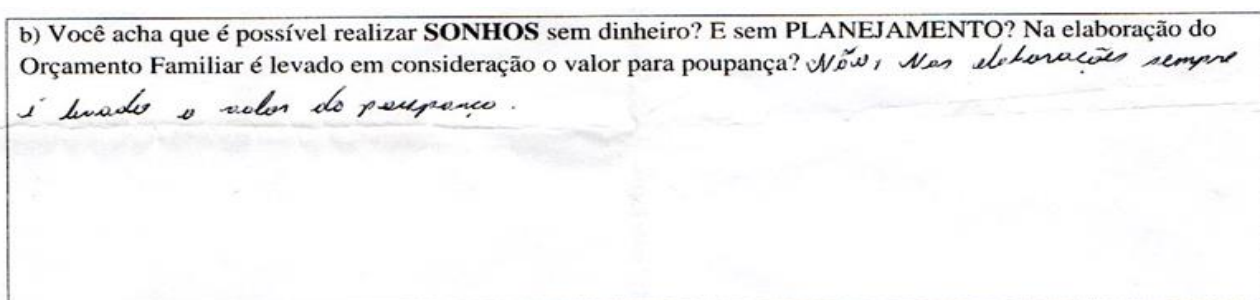 b) Você acha que é possível realizar SONHOS sem dinheiro? E sem PLANEJAMENTO? Na elaboração do
Orçamento Familiar é levado em consideração o valor para poupança? Não, Nas elaborações sempre
é levado o valor da poupança.